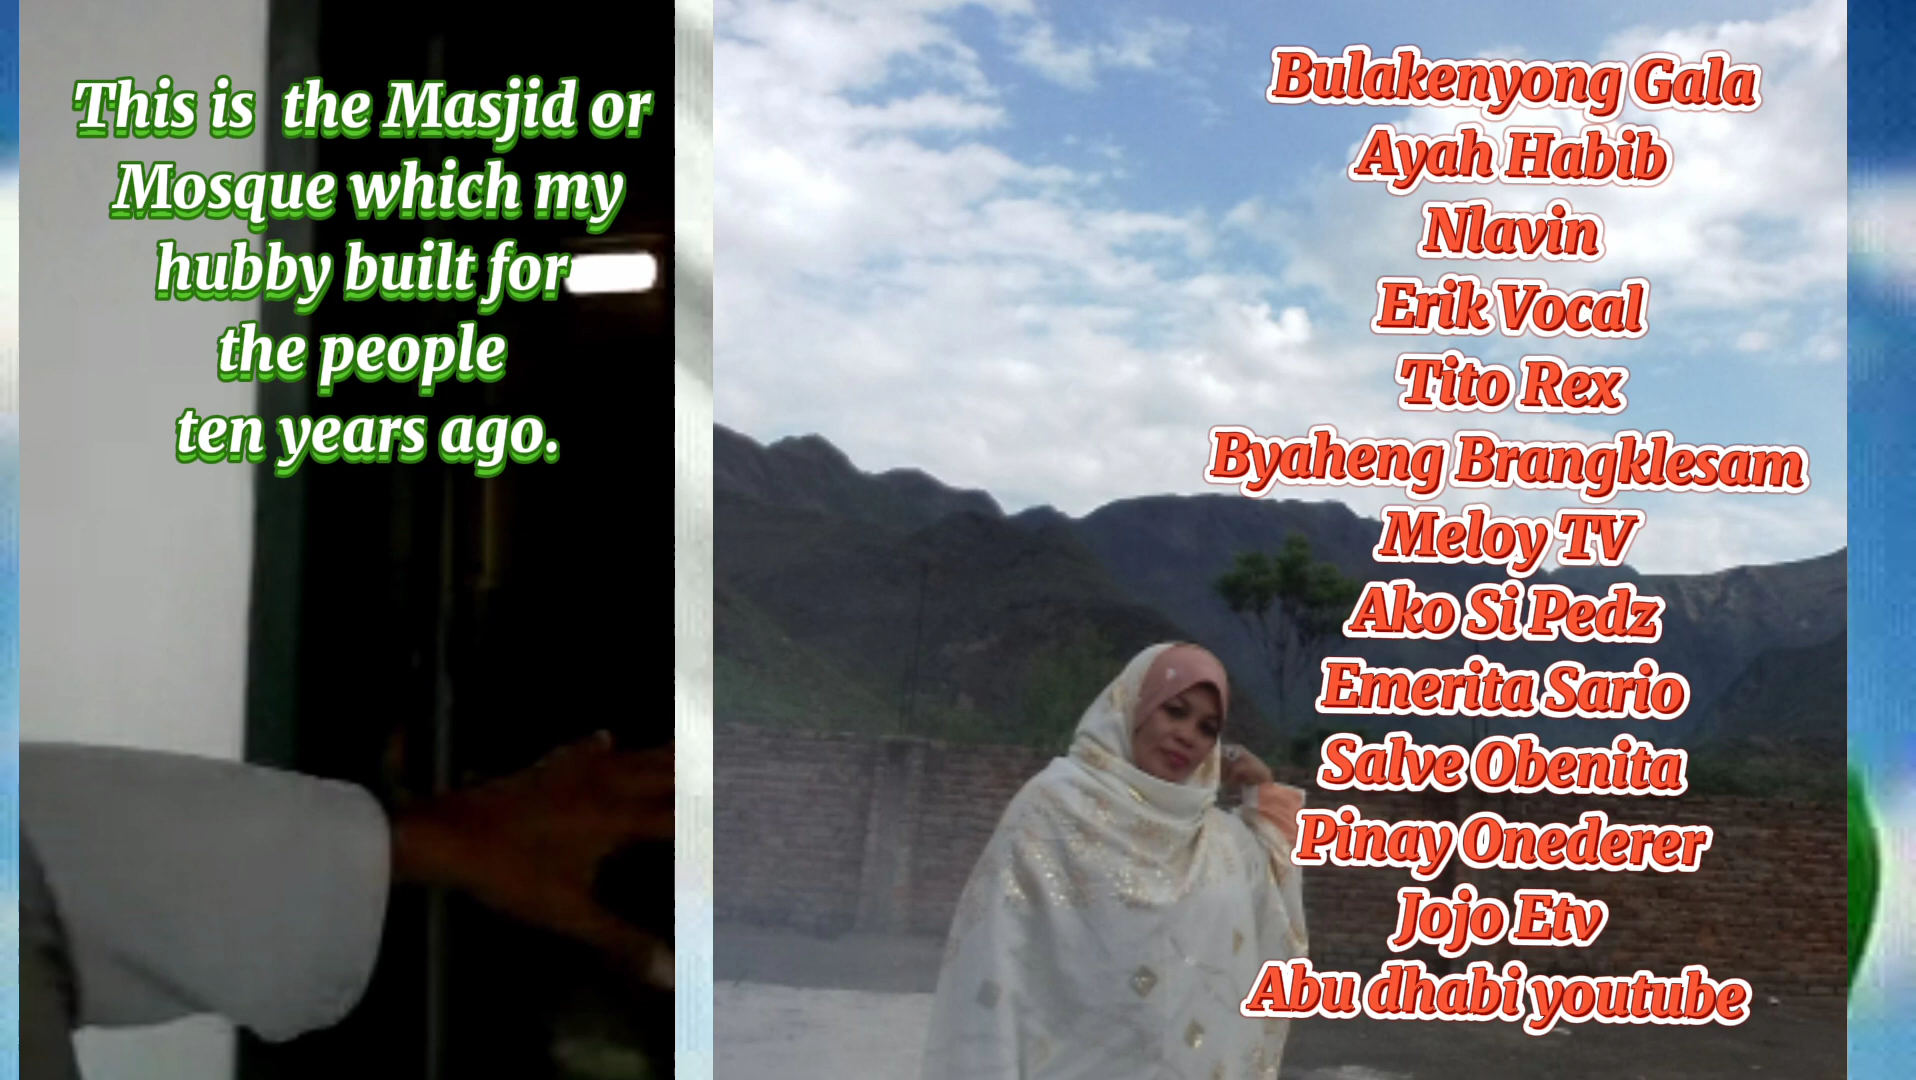 This is the Masjid or
Mosque which my
hubby built for
the people
ten years ago.
Bulakenyong Gala
Ayah Habib
Nlavin
Erik Vocal
Tito Rex
Byaheng Brangklesam
Meloy TV
Ako Si Pedz
Emerita Sario
Salve Obenita
Pinay Onederer
Jojo Etv
Abu dhabi youtube